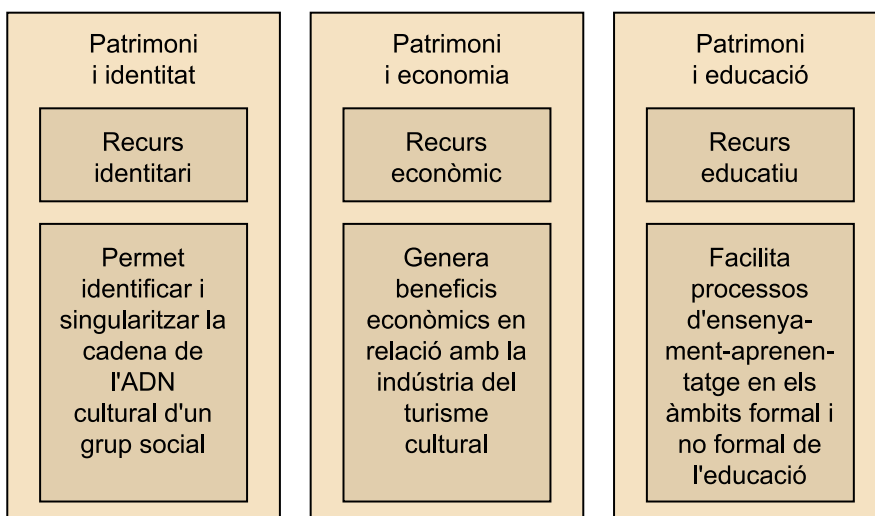 Patrimoni
i identitat
Recurs
identitari
Permet
identificar i
singularitzar la
cadena de
l'ADN
cultural d'un
grup social
Patrimoni
i economia
Recurs
econòmic
Genera
beneficis
econòmics en
relació amb la
indústria del
turisme
cultural
Patrimoni
i educació
Recurs
educatiu
Facilita
processos
d'ensenya-
ment-aprenen-
tatge en els
àmbits formal i
no formal de
l'educació